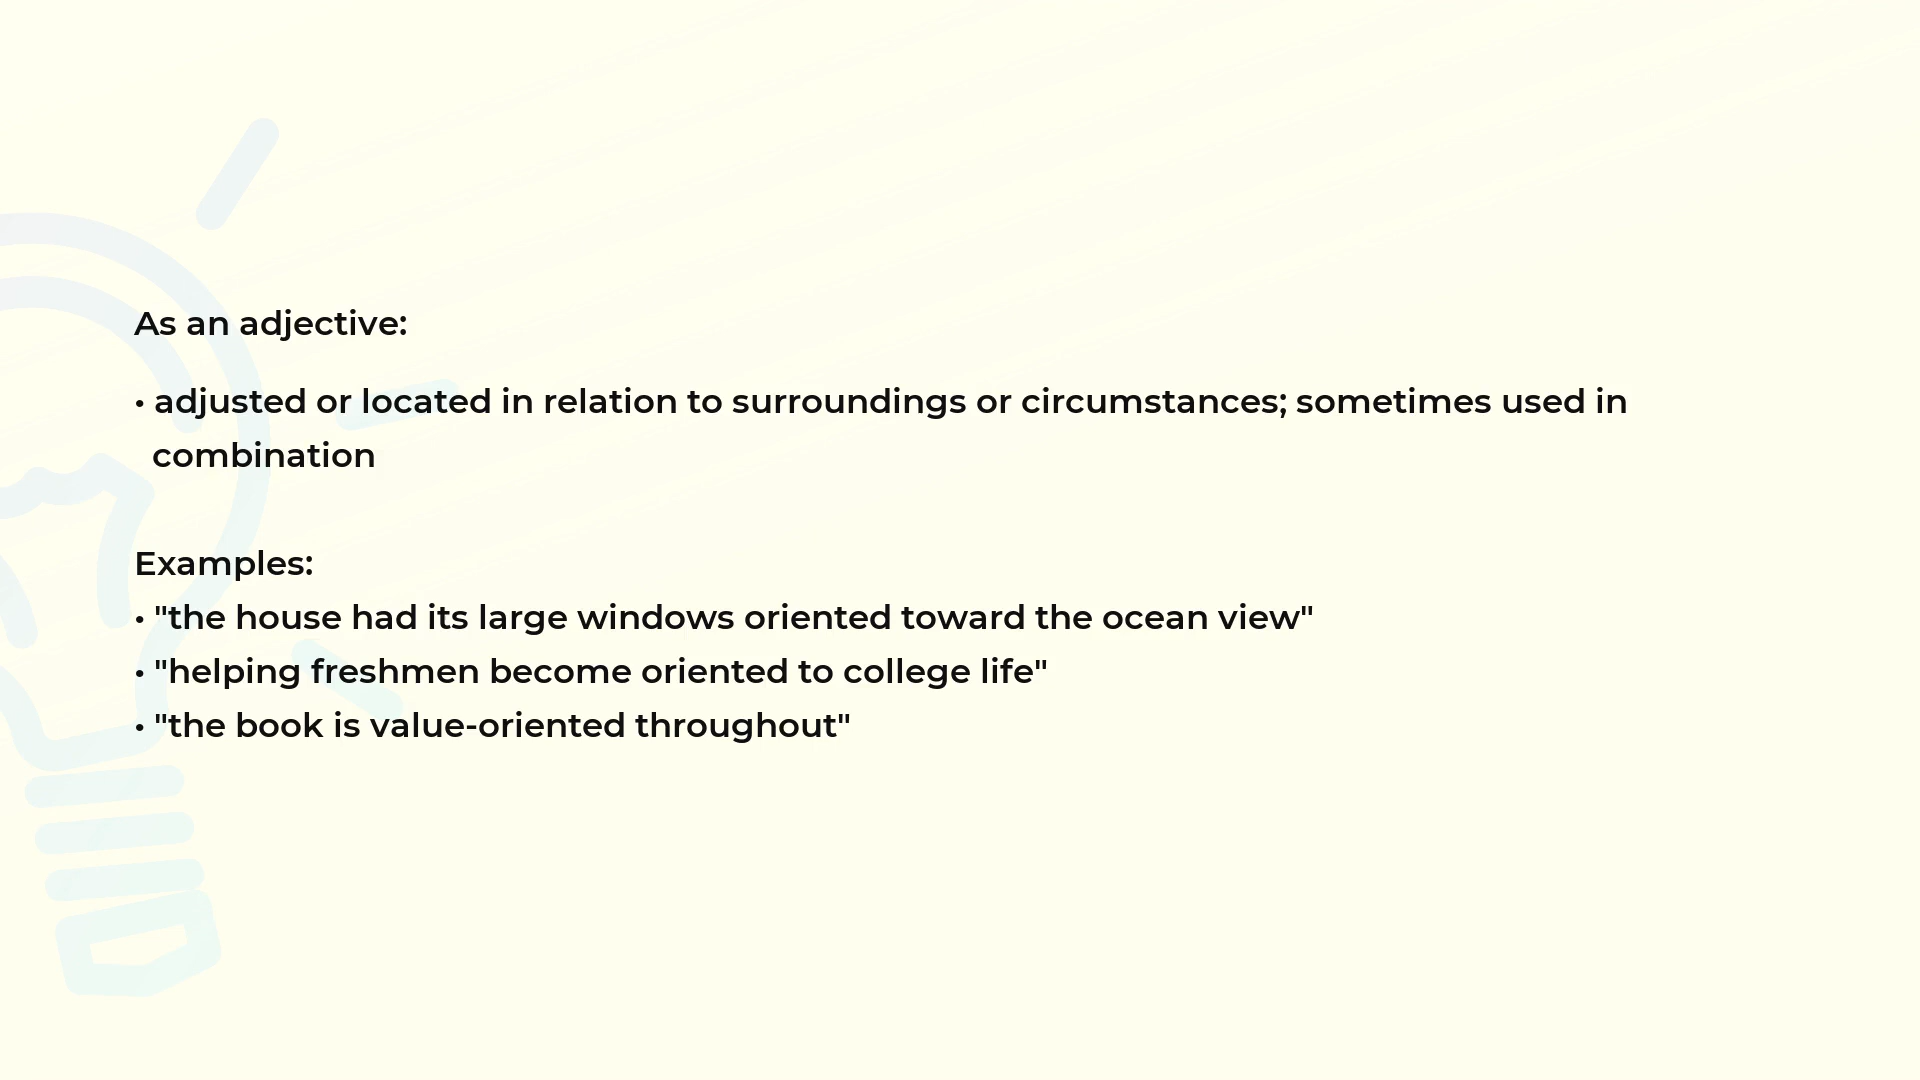 As an adjective:
• adjusted or located in relation to surroundings or circumstances; sometimes used in
combination
Examples:
• "the house had its large windows oriented toward the ocean view"
• "helping freshmen become oriented to college life"
• "the book is value-oriented throughout"